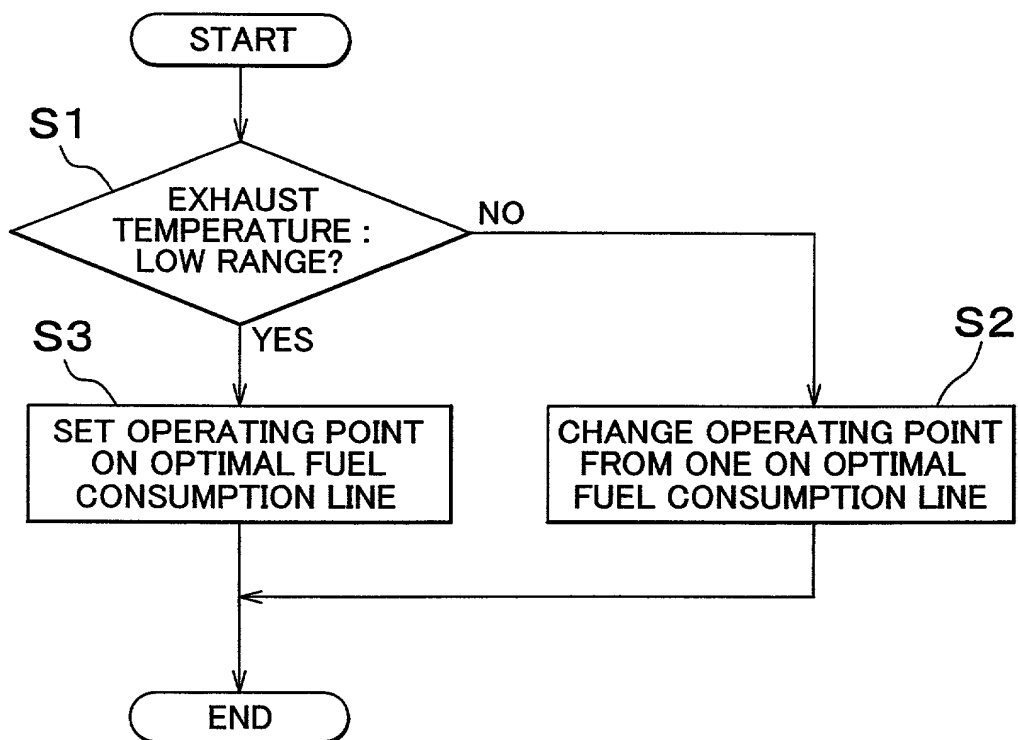 START
S1
EXHAUST
TEMPERATURE :
LOW RANGE?
NO
YES
S3
S2
SET OPERATING POINT
ON OPTIMAL FUEL
CONSUMPTION LINE
CHANGE OPERATING POINT
FROM ONE ON OPTIMAL
FUEL CONSUMPTION LINE
END